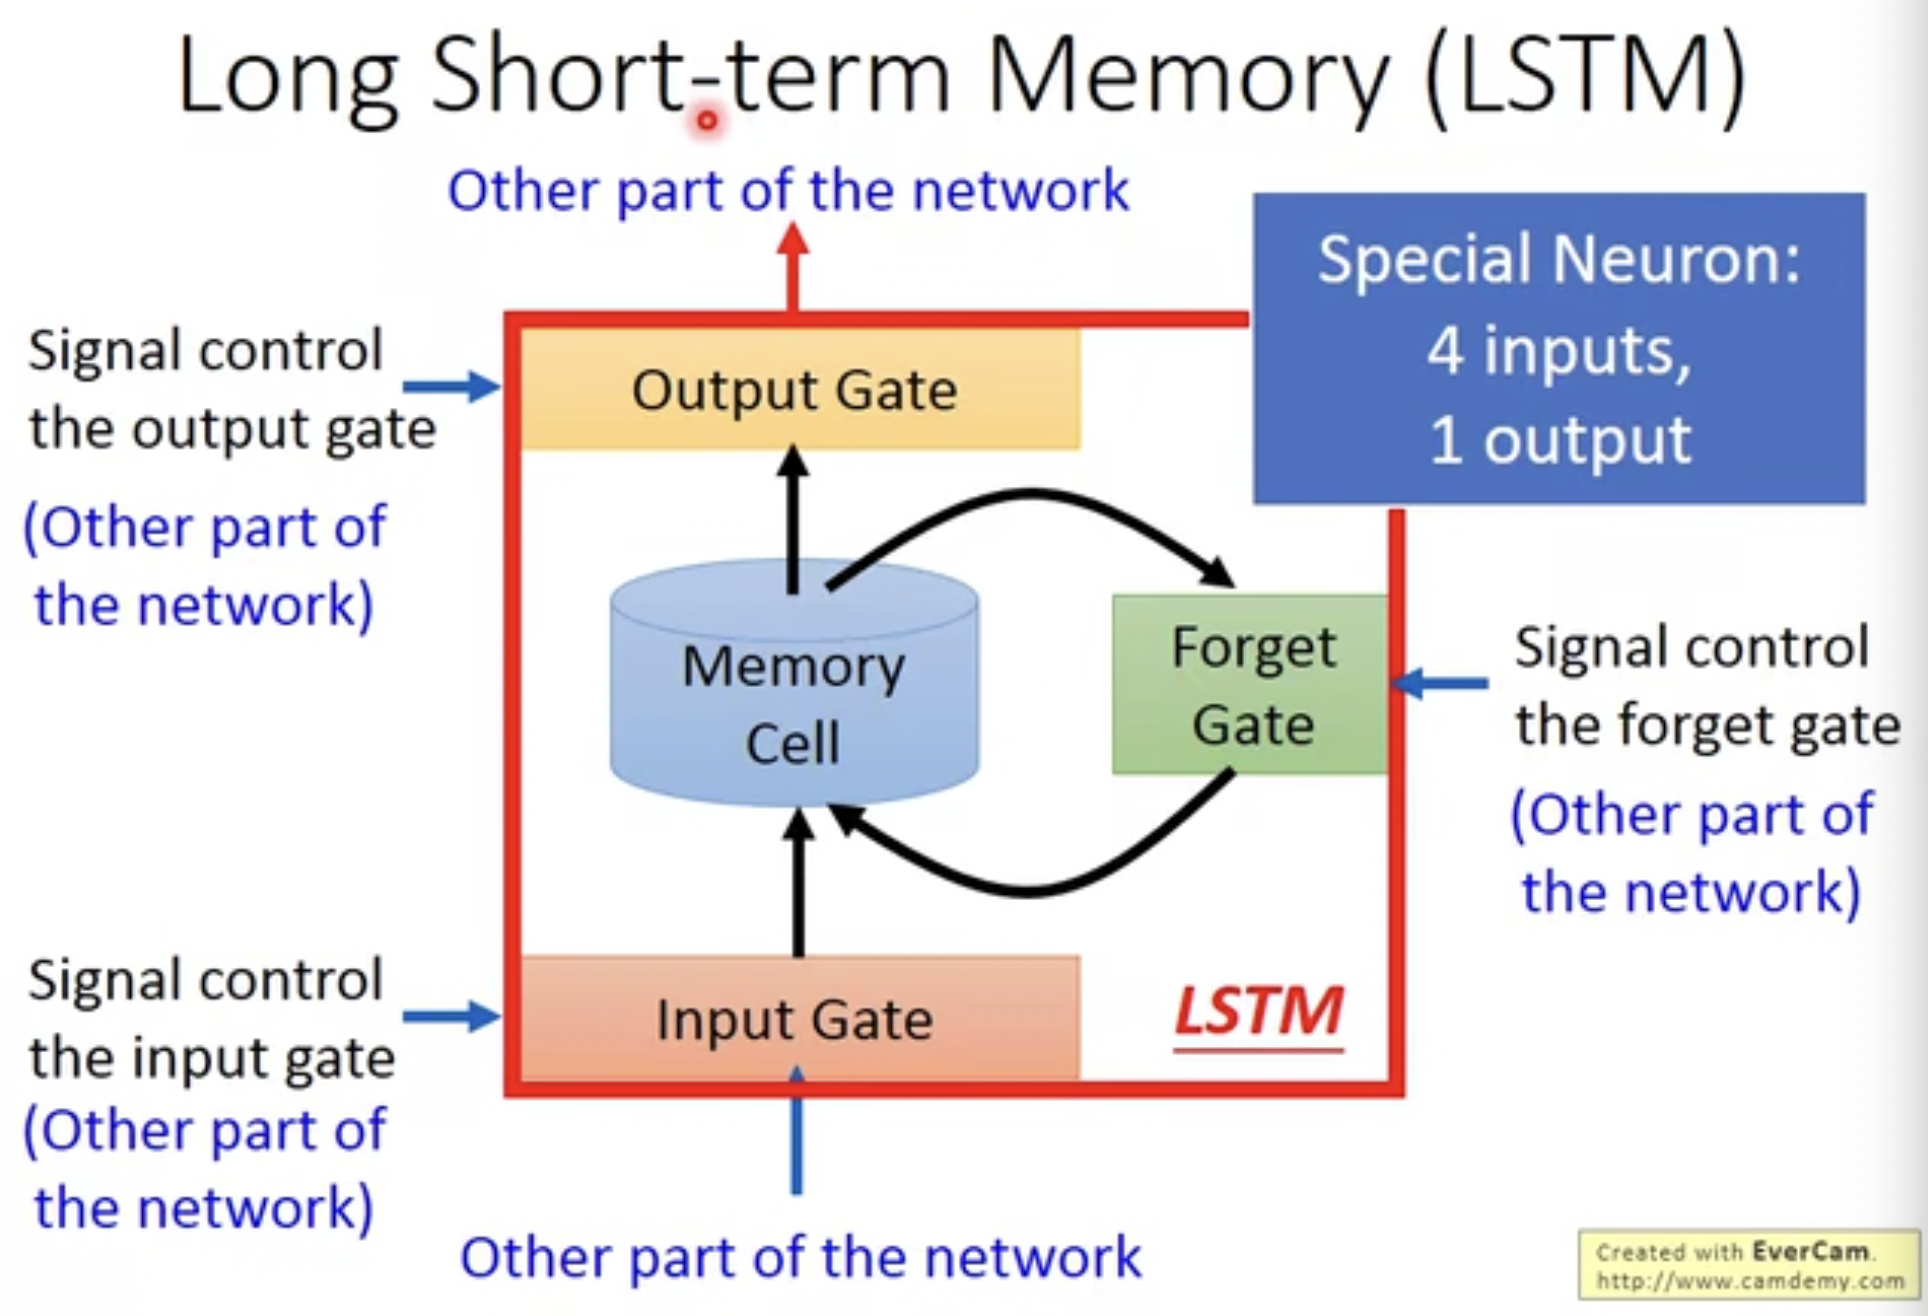 Long Short-term Memory (LSTM)
Other part of the network
Special Neuron:
4 inputs,
1 output
Signal control
the output gate
(Other part of
the network)
Output Gate
Memory
Cell
Forget
Gate
Signal control
the forget gate
(Other part of
the network)
Signal control
the input gate
(Other part of
the network)
Input Gate
LSTM
Other part of the network
Created with EverCam.
http://www.camdemy.com